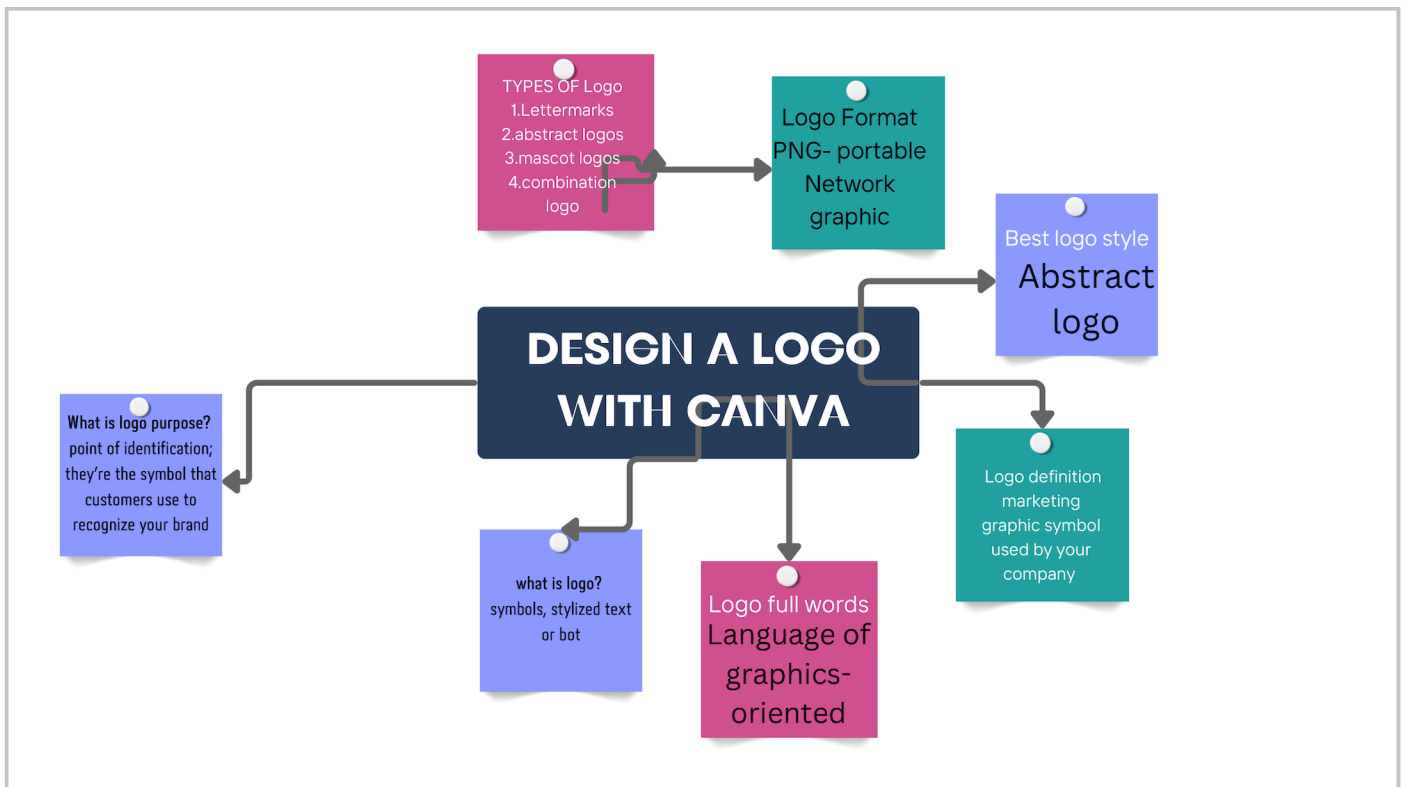 TYPES OF Logo
1.Lettermarks
2.abstract logos
3.mascot logos
4.combination
logo
Logo Format
PNG- portable
Network
graphic
Best logo style
Abstract
logo
DESIGN A LOGO
WITH CANVA
What is logo purpose?
point of identification;
they're the symbol that
customers use to
recognize your brand
what is logo?
symbols, stylized text
or bot
Logo full words
Language of
graphics-
oriented
Logo definition
marketing
graphic symbol
used by your
company